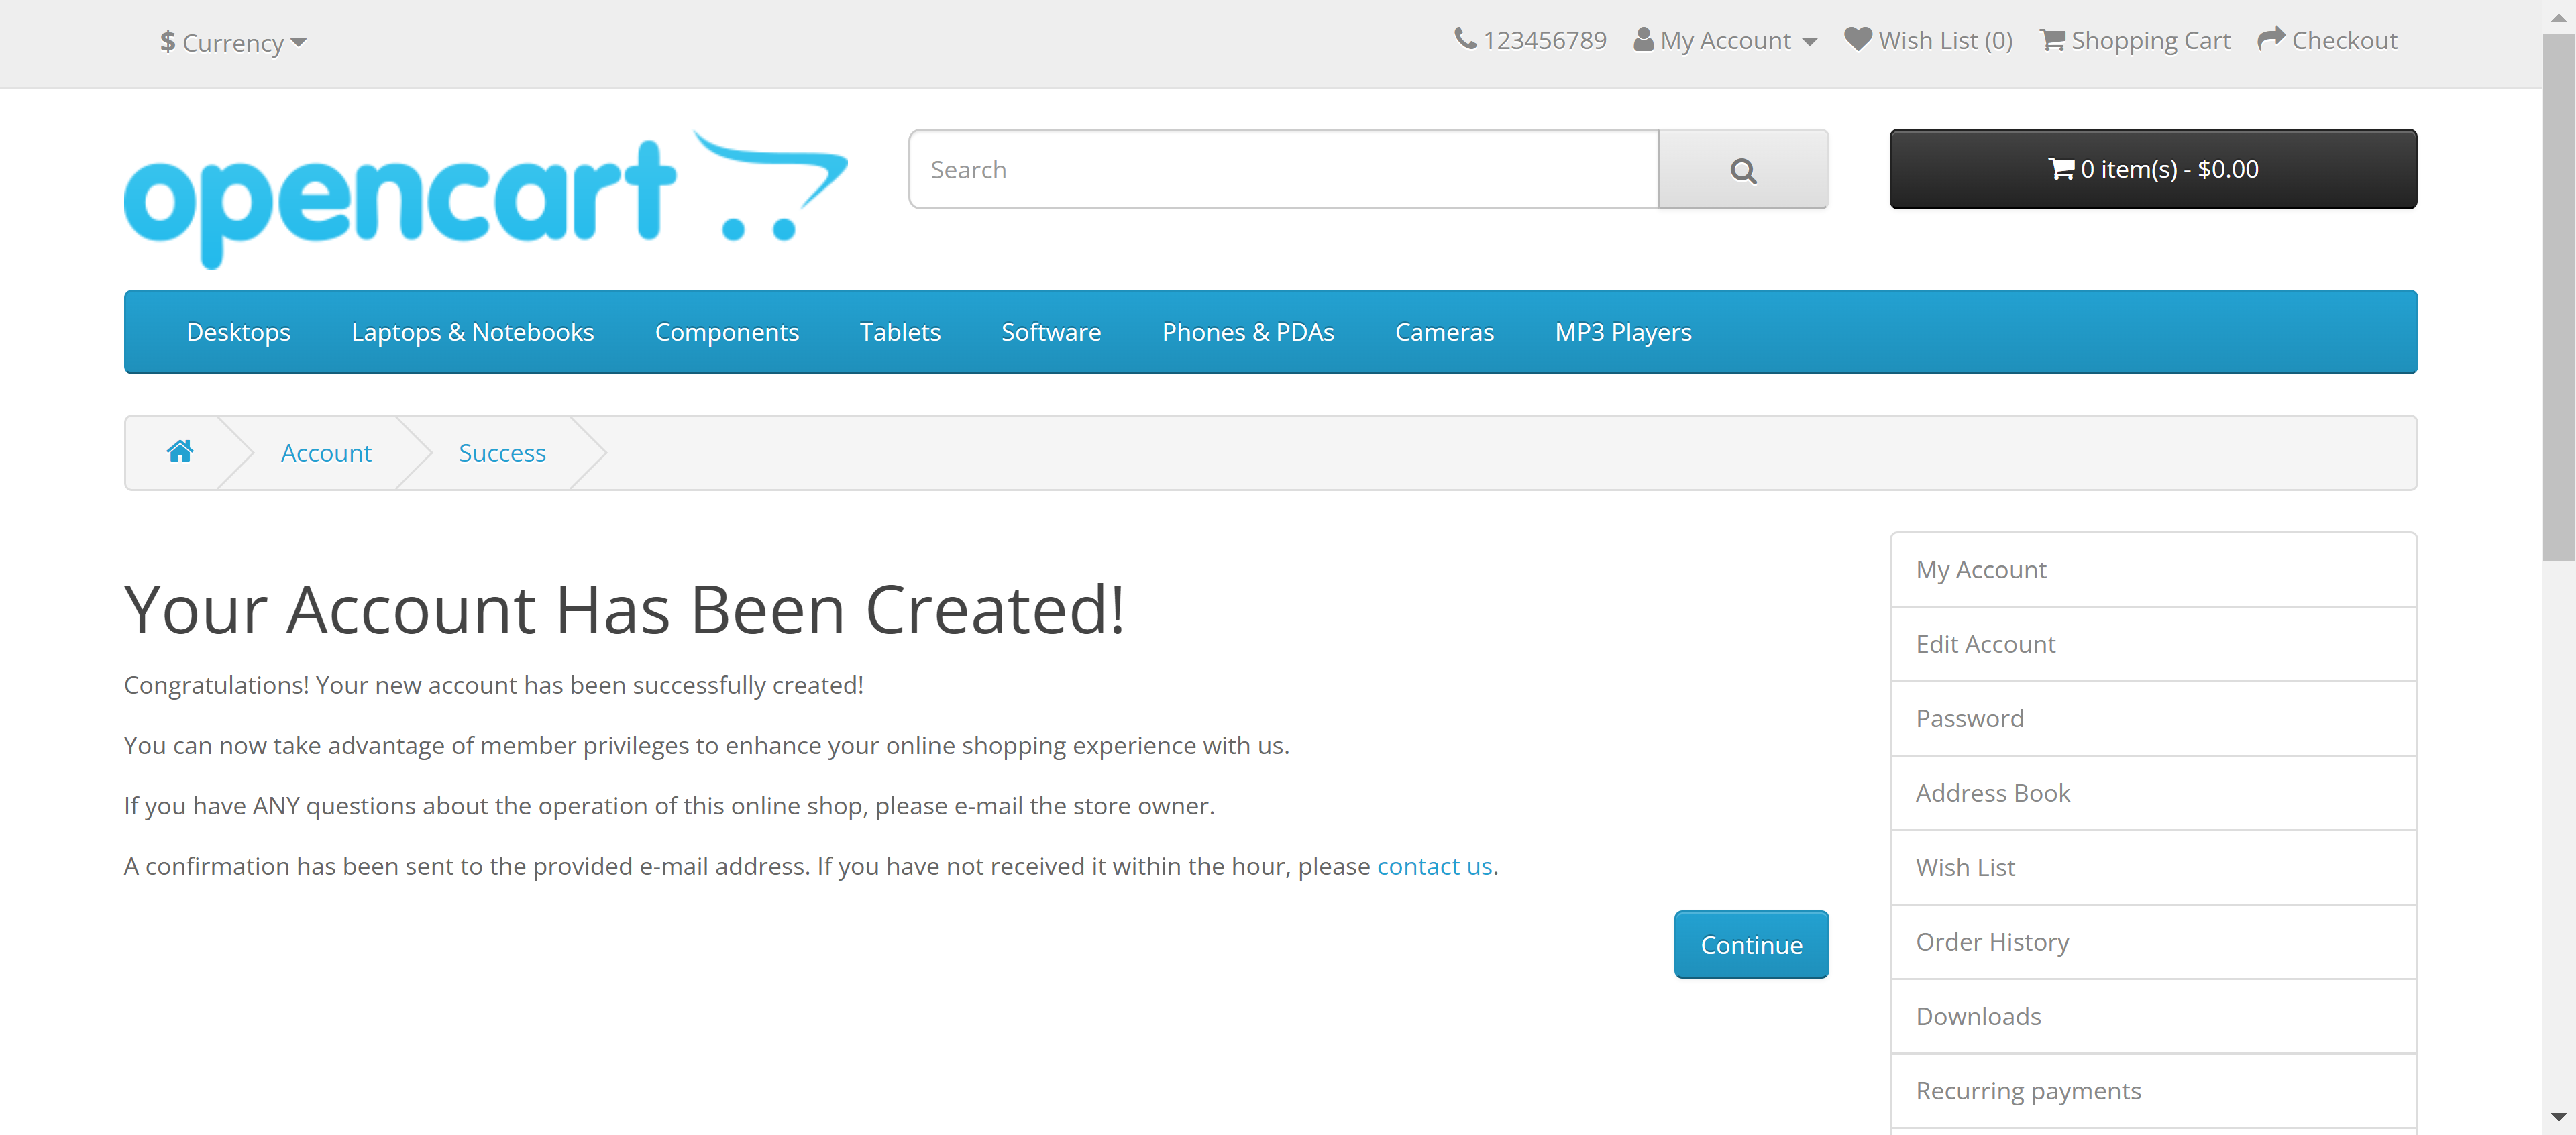 $ Currency
123456789 My Account Wish List (0) Shopping Cart Checkout
opencart
Search
0 item(s) - $0.00
Desktops Laptops & Notebooks Components Tablets Software Phones & PDAs Cameras MP3 Players
Account Success
Your Account Has Been Created!
Congratulations! Your new account has been successfully created!
You can now take advantage of member privileges to enhance your online shopping experience with us.
If you have ANY questions about the operation of this online shop, please e-mail the store owner.
A confirmation has been sent to the provided e-mail address. If you have not received it within the hour, please contact us.
Continue
My Account
Edit Account
Password
Address Book
Wish List
Order History
Downloads
Recurring payments